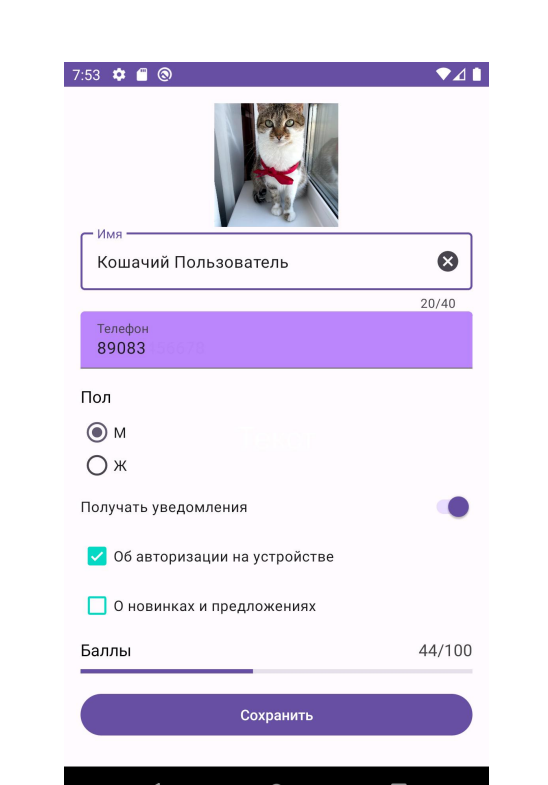 7:53
Имя
Кошачий Пользователь
20/40
Телефон
89083
Пол
М
Ж
Получать уведомления
Об авторизации на устройстве
О новинках и предложениях
Баллы 44/100
Сохранить